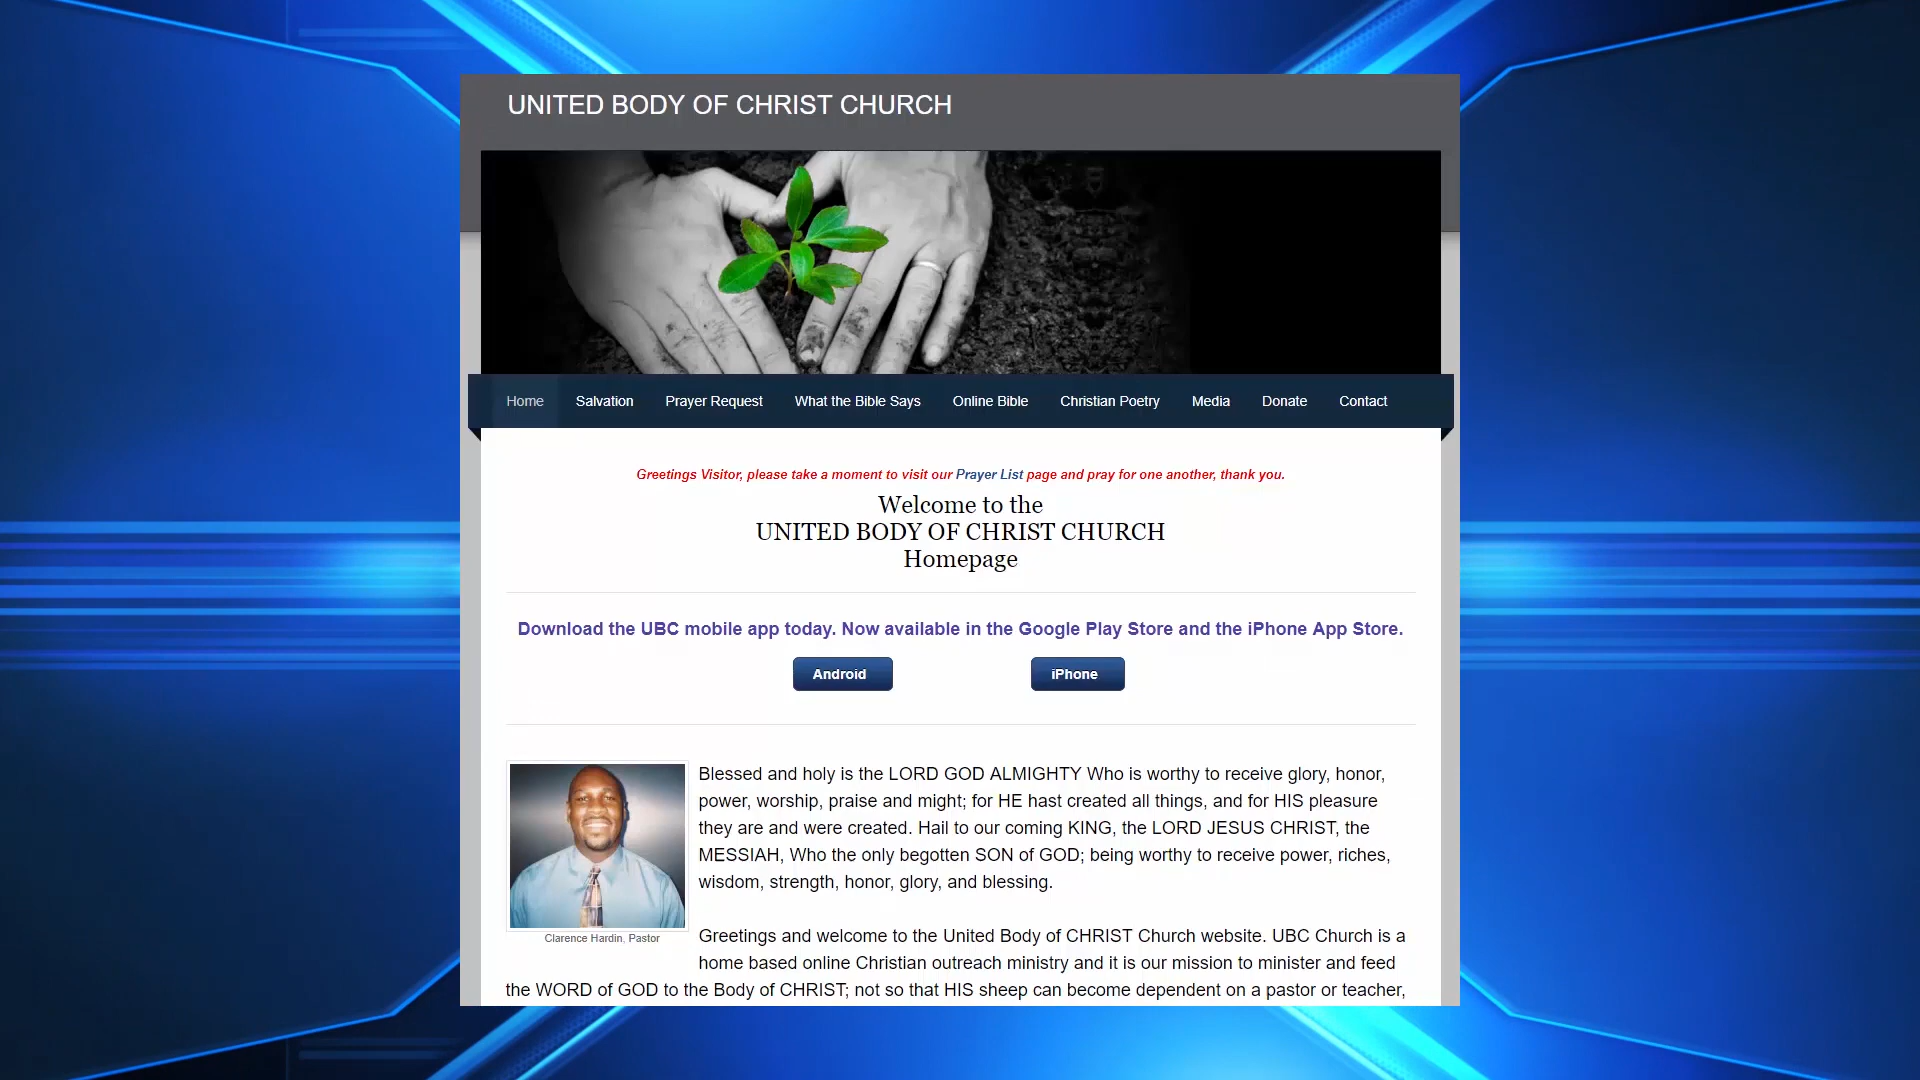 UNITED BODY OF CHRIST CHURCH
Home Salvation Prayer Request What the Bible Says Online Bible Christian Poetry Media Donate Contact
Greetings Visitor, please take a moment to visit our Prayer List page and pray for one another, thank you.
Welcome to the
UNITED BODY OF CHRIST CHURCH
Homepage
Download the UBC mobile app today. Now available in the Google Play Store and the iPhone App Store.
Android iPhone
Blessed and holy is the LORD GOD ALMIGHTY Who is worthy to receive glory, honor,
power, worship, praise and might; for HE hast created all things, and for HIS pleasure
they are and were created. Hail to our coming KING, the LORD JESUS CHRIST, the
MESSIAH, Who the only begotten SON of GOD; being worthy to receive power, riches,
wisdom, strength, honor, glory, and blessing.
Clarence Hardin, Pastor
Greetings and welcome to the United Body of CHRIST Church website. UBC Church is a
home based online Christian outreach ministry and it is our mission to minister and feed
the WORD of GOD to the Body of CHRIST; not so that HIS sheep can become dependent on a pastor or teacher,